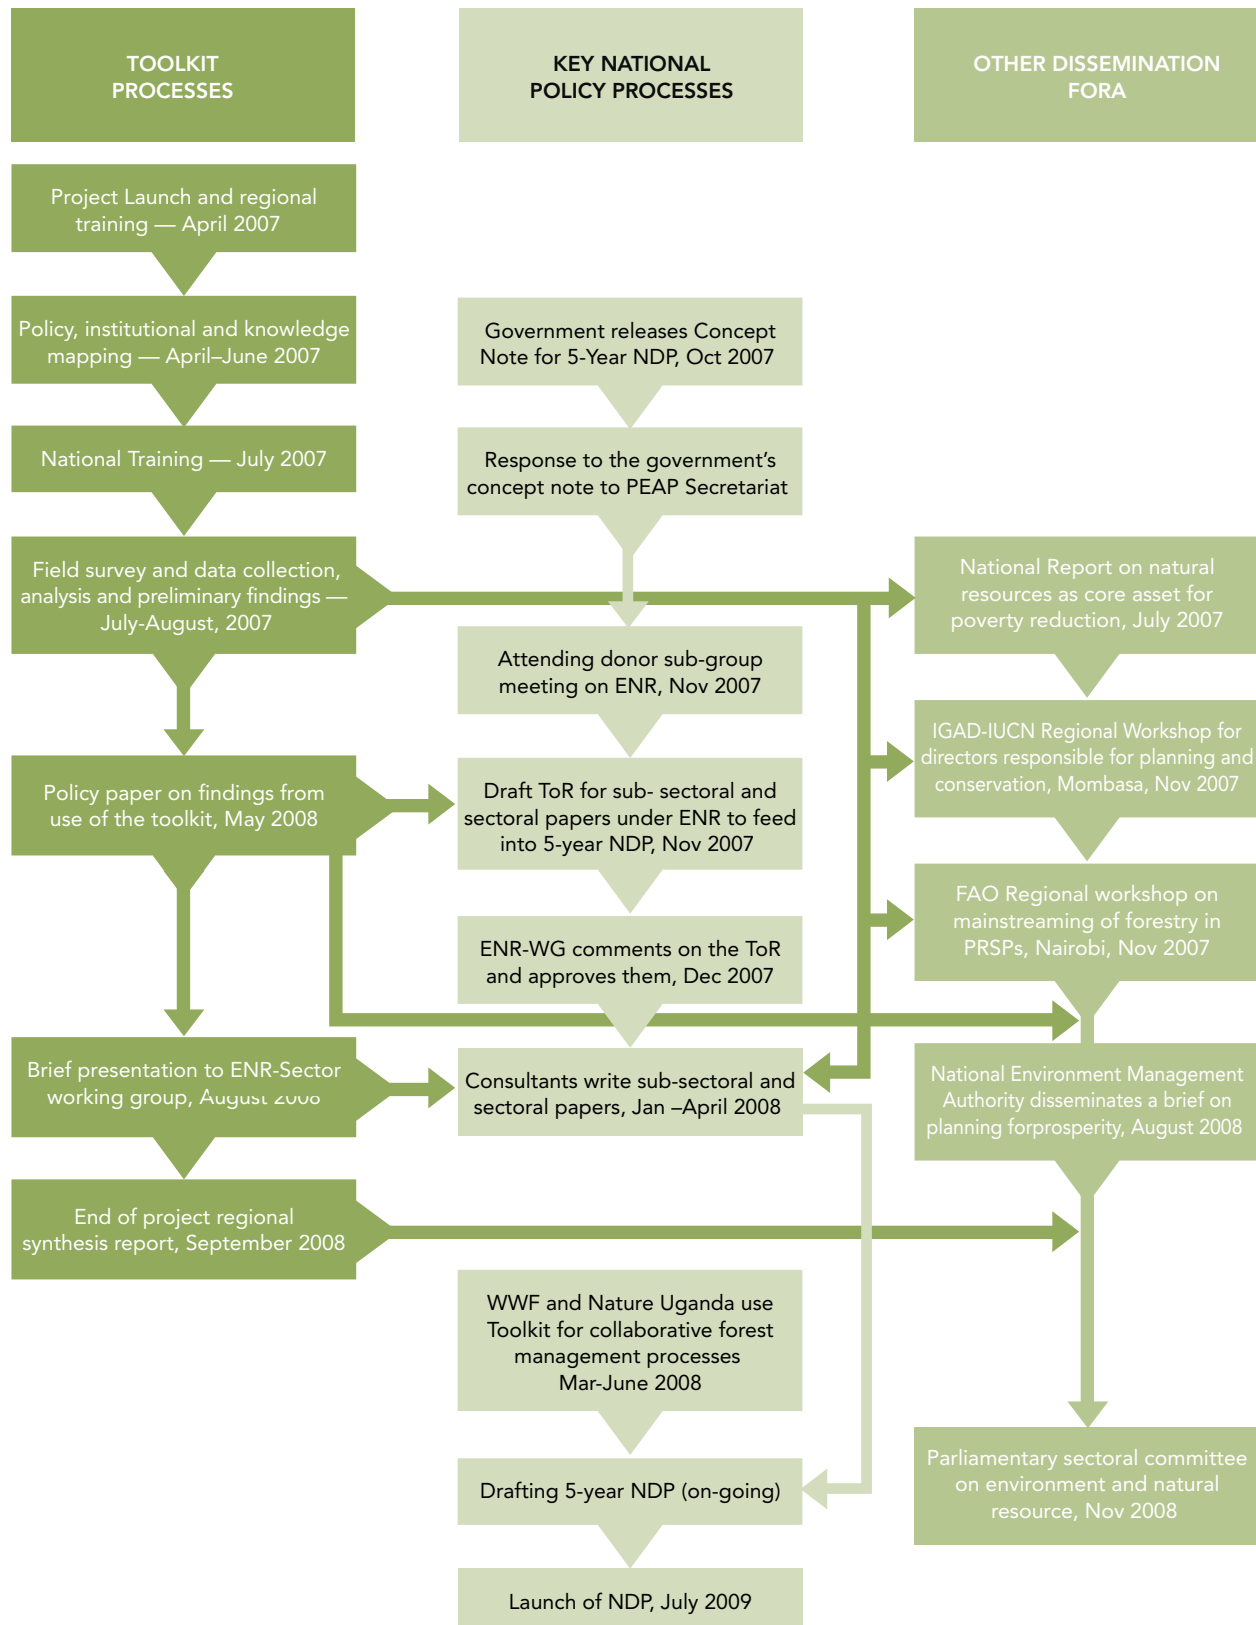 TOOLKIT
PROCESSES
KEY NATIONAL
POLICY PROCESSES
OTHER DISSEMINATION
FORA
Project Launch and regional
training — April 2007
Policy, institutional and knowledge
mapping — April–June 2007
National Training — July 2007
Field survey and data collection,
analysis and preliminary findings —
July-August, 2007
Policy paper on findings from
use of the toolkit, May 2008
Brief presentation to ENR-Sector
working group, August 2008
End of project regional
synthesis report, September 2008
Government releases Concept
Note for 5-Year NDP, Oct 2007
Response to the government’s
concept note to PEAP Secretariat
Attending donor sub-group
meeting on ENR, Nov 2007
Draft ToR for sub- sectoral and
sectoral papers under ENR to feed
into 5-year NDP, Nov 2007
ENR-WG comments on the ToR
and approves them, Dec 2007
Consultants write sub-sectoral and
sectoral papers, Jan –April 2008
WWF and Nature Uganda use
Toolkit for collaborative forest
management processes
Mar-June 2008
Drafting 5-year NDP (on-going)
Launch of NDP, July 2009
National Report on natural
resources as core asset for
poverty reduction, July 2007
IGAD-IUCN Regional Workshop for
directors responsible for planning and
conservation, Mombasa, Nov 2007
FAO Regional workshop on
mainstreaming of forestry in
PRSPs, Nairobi, Nov 2007
National Environment Management
Authority disseminates a brief on
planning forprosperity, August 2008
Parliamentary sectoral committee
on environment and natural
resource, Nov 2008